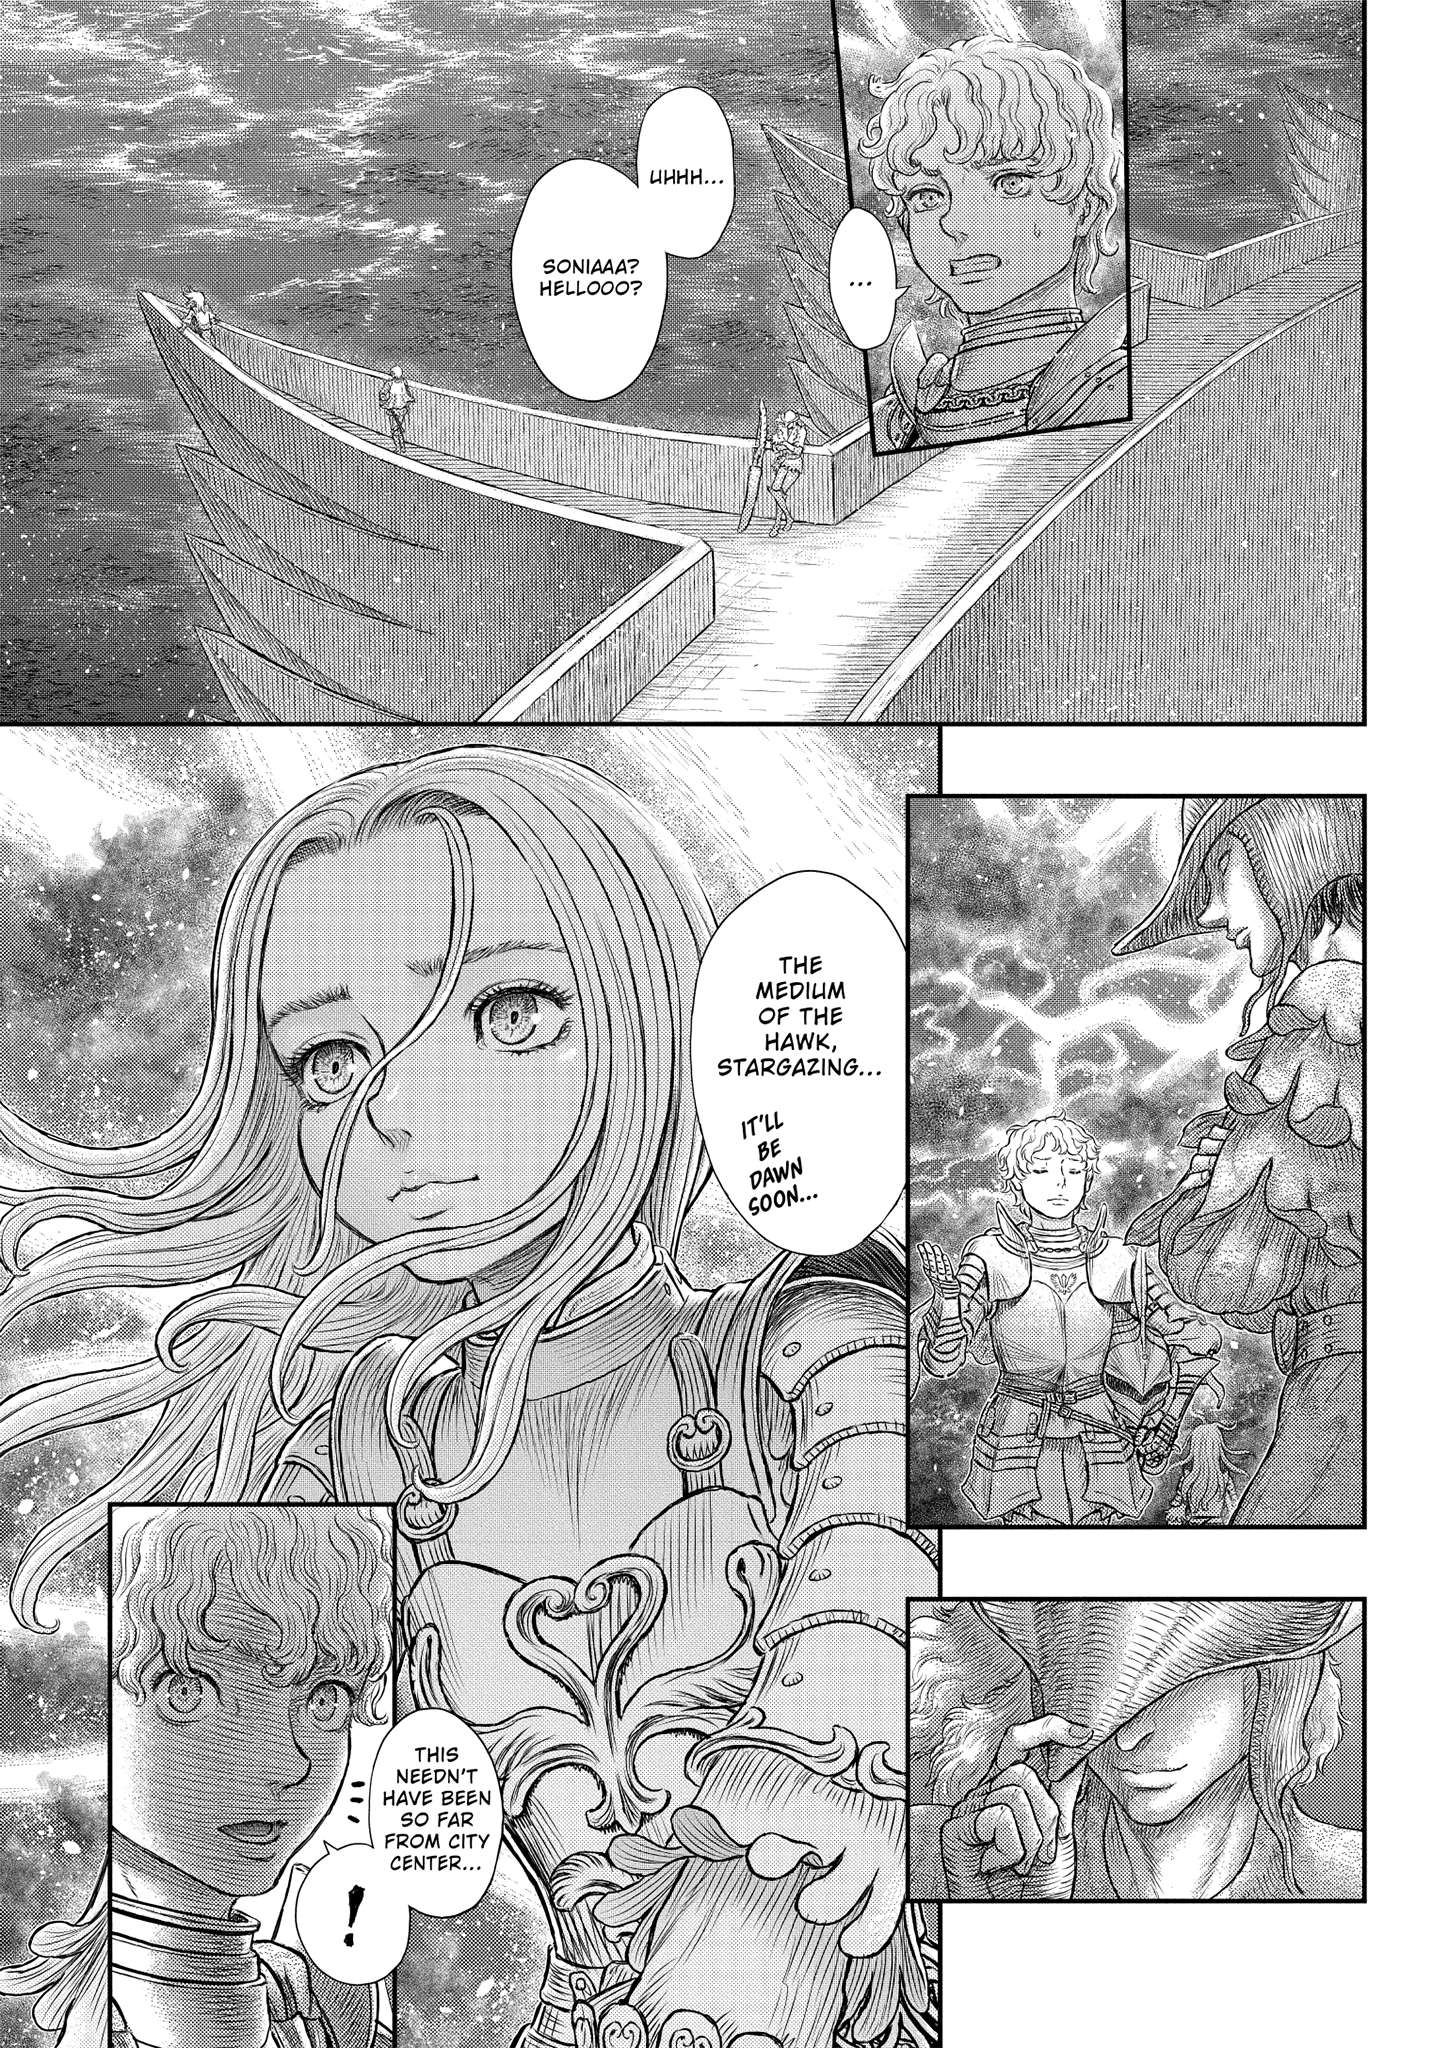 UHHH...
SONIAAA?
HELLOOO?
...
THE
MEDIUM
OF THE
HAWK,
STARGAZING...
IT'LL
BE
DAWN
SOON...
THIS
NEEDN'T
HAVE BEEN
SO FAR
FROM CITY
CENTER...
!